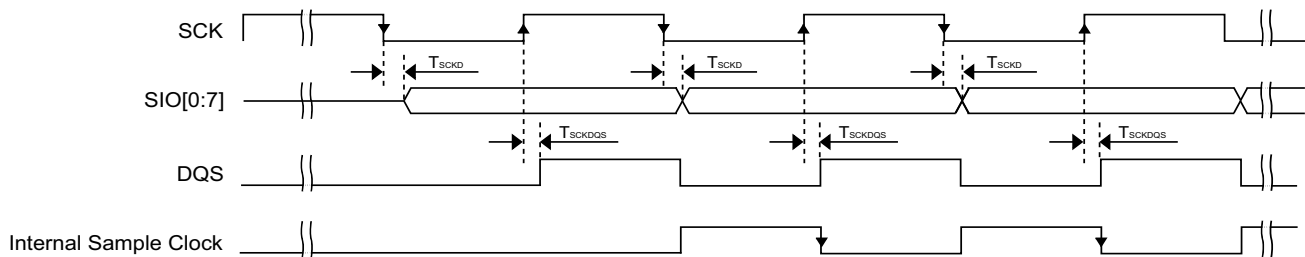 SCK
TSCKD TSCKD TSCKD
SIO[0:7]
TSCKDQS TSCKDQS TSCKDQS
DQS
Internal Sample Clock